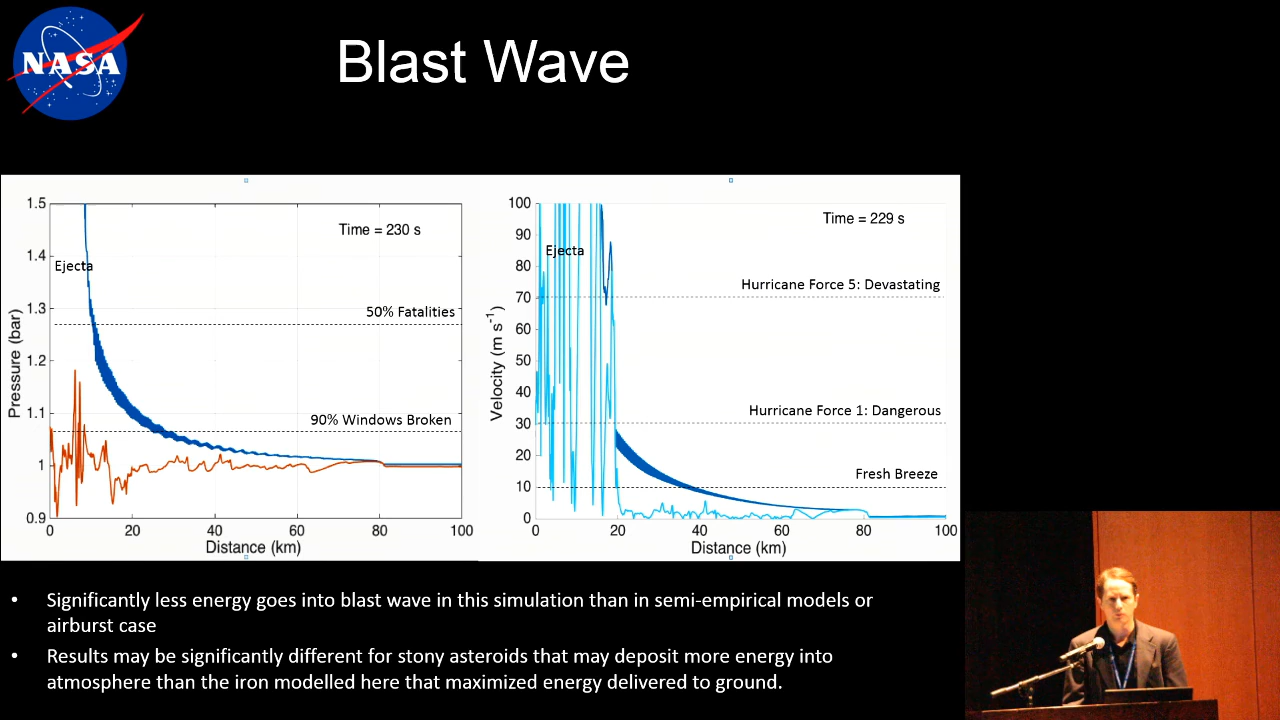 NASA
Blast Wave
1.5
1.4
1.3
1.2
1.1
1
0.9
0
20
40
60
80
100
Pressure (bar)
Distance (km)
Time = 230 s
Ejecta
50% Fatalities
90% Windows Broken
100
90
80
70
60
50
40
30
20
10
0
0
20
40
60
80
100
Velocity (m s⁻¹)
Distance (km)
Time = 229 s
Ejecta
Hurricane Force 5: Devastating
Hurricane Force 1: Dangerous
Fresh Breeze
• Significantly less energy goes into blast wave in this simulation than in semi-empirical models or
airburst case
• Results may be significantly different for stony asteroids that may deposit more energy into
atmosphere than the iron modelled here that maximized energy delivered to ground.